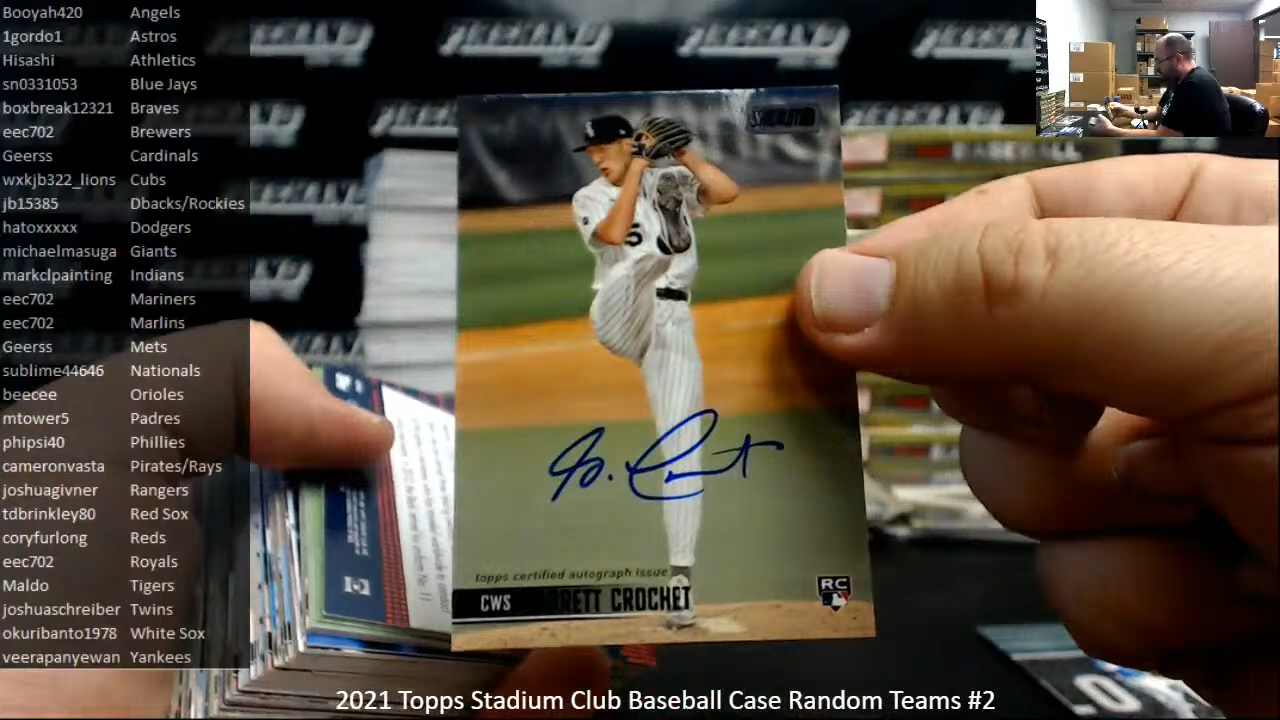 Booyah420 Angels
1gordo1 Astros
Hisashi Athletics
sn0331053 Blue Jays
boxbreak12321 Braves
eec702 Brewers
Geerss Cardinals
wxkjb322_lions Cubs
jb15385 Dbacks/Rockies
hatoxxxxx Dodgers
michaelmasuga Giants
markclpainting Indians
eec702 Mariners
eec702 Marlins
Geerss Mets
sublime44646 Nationals
beecee Orioles
mtower5 Padres
phipsi40 Phillies
cameronvasta Pirates/Rays
joshuagivner Rangers
tdbrinkley80 Red Sox
coryfurlong Reds
eec702 Royals
Maldo Tigers
joshuaschreiber Twins
okuribanto1978 White Sox
veerapanyewan Yankees
STADIUM
topps certified autograph issue
CWS CROCHET
RC
2021 Topps Stadium Club Baseball Case Random Teams #2